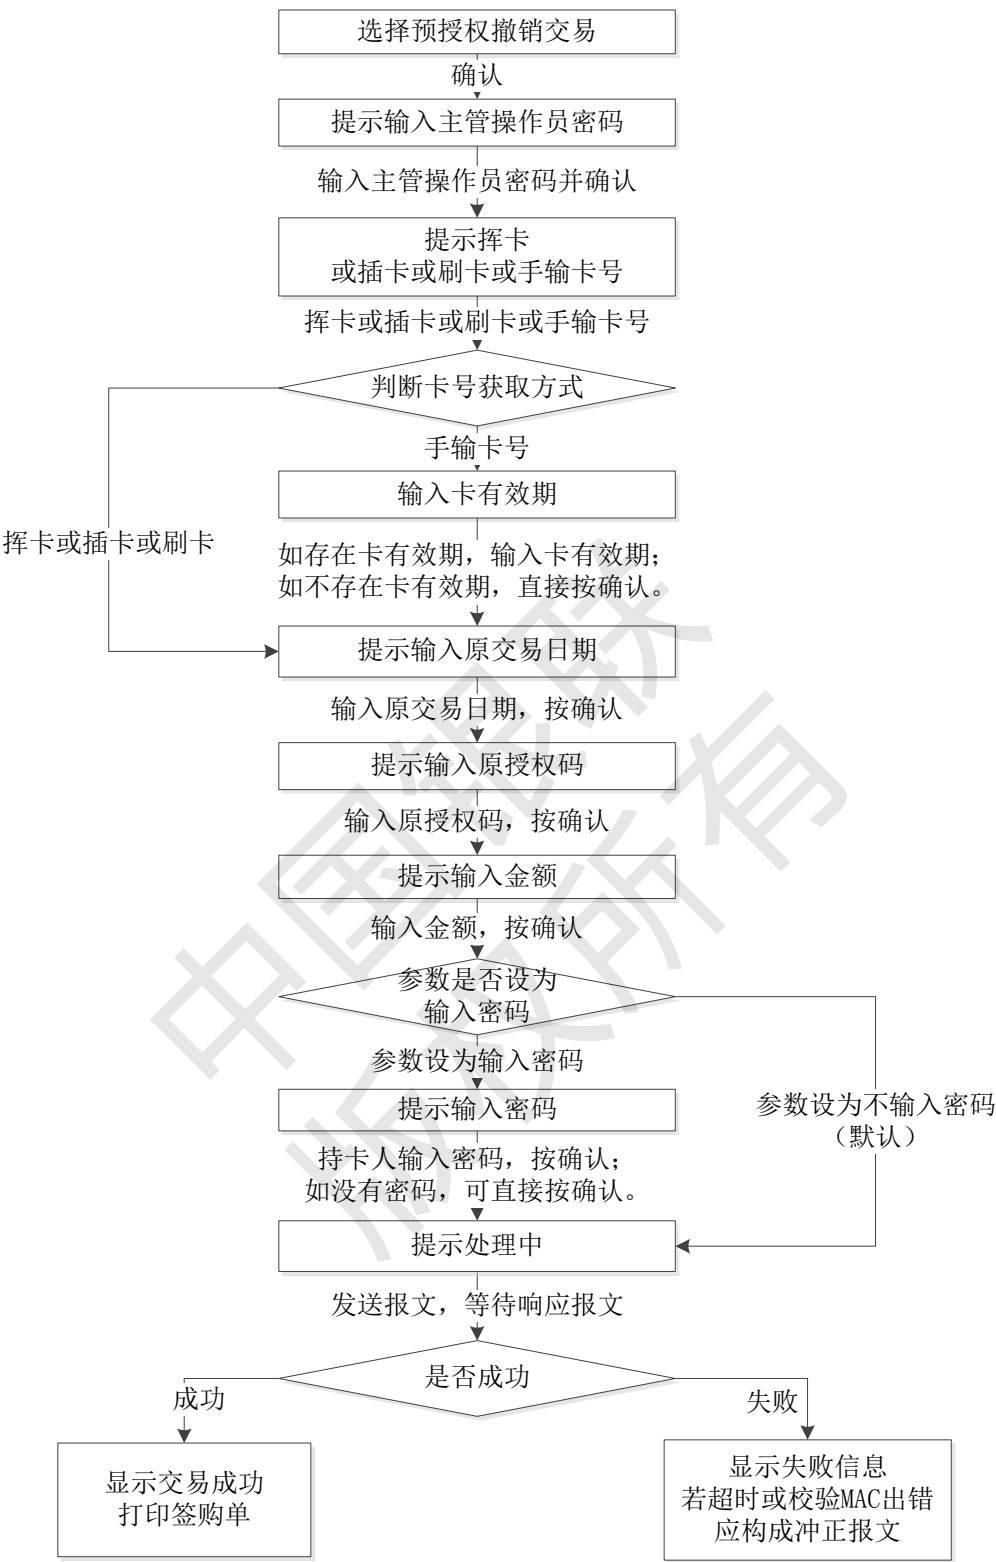 选择预授权撤销交易
确认
提示输入主管操作员密码
输入主管操作员密码并确认
提示挥卡
或插卡或刷卡或手输卡号
挥卡或插卡或刷卡或手输卡号
判断卡号获取方式
手输卡号
输入卡有效期
挥卡或插卡或刷卡
如存在卡有效期，输入卡有效期；
如不存在卡有效期，直接按确认。
提示输入原交易日期
输入原交易日期，按确认
提示输入原授权码
输入原授权码，按确认
提示输入金额
输入金额，按确认
参数是否设为
输入密码
参数设为输入密码
提示输入密码
参数设为不输入密码
（默认）
持卡人输入密码，按确认；
如没有密码，可直接按确认。
提示处理中
发送报文，等待响应报文
是否成功
成功
失败
显示交易成功
打印签购单
显示失败信息
若超时或校验MAC出错
应构成冲正报文
中国银联
版权所有